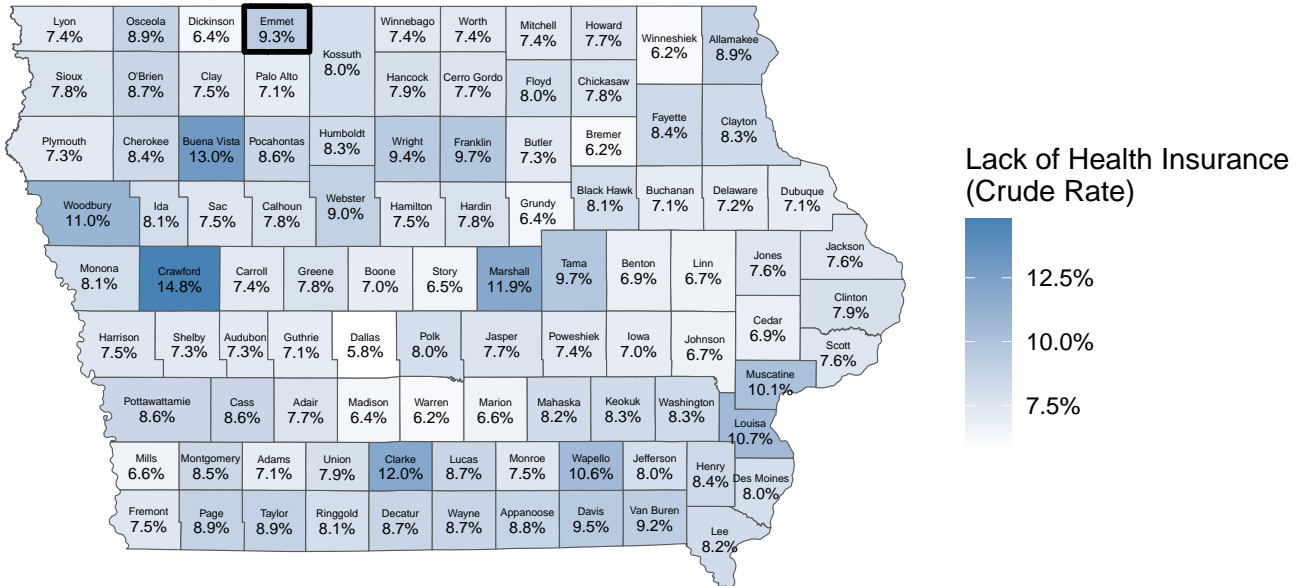 Lyon
7.4%
Osceola
8.9%
Dickinson
6.4%
Emmet
9.3%
Kossuth
8.0%
Winnebago
7.4%
Worth
7.4%
Mitchell
7.4%
Howard
7.7%
Winneshiek
6.2%
Allamakee
8.9%
Sioux
7.8%
O'Brien
8.7%
Clay
7.5%
Palo Alto
7.1%
Hancock
7.9%
Cerro Gordo
7.7%
Floyd
8.0%
Chickasaw
7.8%
Fayette
8.4%
Clayton
8.3%
Plymouth
7.3%
Cherokee
8.4%
Buena Vista
13.0%
Pocahontas
8.6%
Humboldt
8.3%
Wright
9.4%
Franklin
9.7%
Butler
7.3%
Bremer
6.2%
Woodbury
11.0%
Ida
8.1%
Sac
7.5%
Calhoun
7.8%
Webster
9.0%
Hamilton
7.5%
Hardin
7.8%
Grundy
6.4%
Black Hawk
8.1%
Buchanan
7.1%
Delaware
7.2%
Dubuque
7.1%
Monona
8.1%
Crawford
14.8%
Carroll
7.4%
Greene
7.8%
Boone
7.0%
Story
6.5%
Marshall
11.9%
Tama
9.7%
Benton
6.9%
Linn
6.7%
Jones
7.6%
Jackson
7.6%
Clinton
7.9%
Harrison
7.5%
Shelby
7.3%
Audubon
7.3%
Guthrie
7.1%
Dallas
5.8%
Polk
8.0%
Jasper
7.7%
Poweshiek
7.4%
Iowa
7.0%
Johnson
6.7%
Cedar
6.9%
Scott
7.6%
Muscatine
10.1%
Pottawattamie
8.6%
Cass
8.6%
Adair
7.7%
Madison
6.4%
Warren
6.2%
Marion
6.6%
Mahaska
8.2%
Keokuk
8.3%
Washington
8.3%
Louisa
10.7%
Mills
6.6%
Montgomery
8.5%
Adams
7.1%
Union
7.9%
Clarke
12.0%
Lucas
8.7%
Monroe
7.5%
Wapello
10.6%
Jefferson
8.0%
Henry
8.4%
Des Moines
8.0%
Fremont
7.5%
Page
8.9%
Taylor
8.9%
Ringgold
8.1%
Decatur
8.7%
Wayne
8.7%
Appanoose
8.8%
Davis
9.5%
Van Buren
9.2%
Lee
8.2%
Lack of Health Insurance
(Crude Rate)
12.5%
10.0%
7.5%